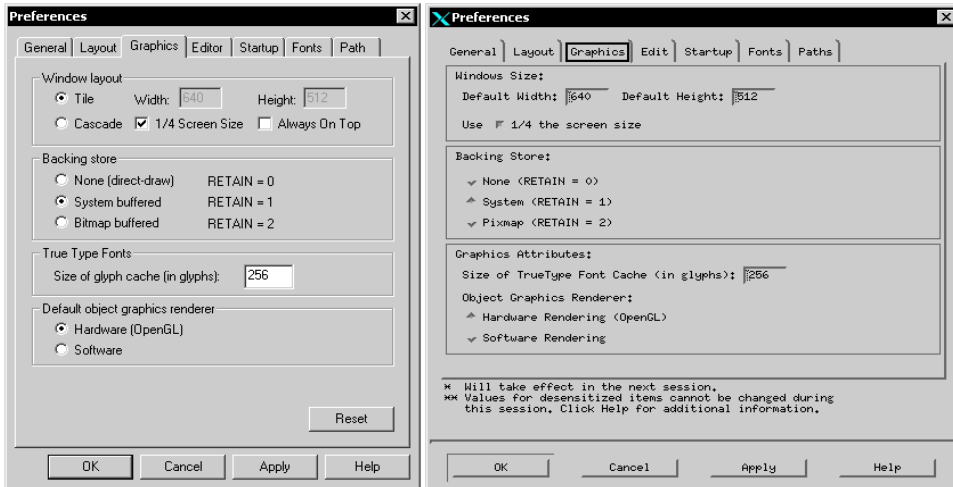 Preferences
General Layout Graphics Editor Startup Fonts Path
Window layout
Tile Width: 640 Height: 512
Cascade 1/4 Screen Size Always On Top
Backing store
None (direct-draw) RETAIN = 0
System buffered RETAIN = 1
Bitmap buffered RETAIN = 2
True Type Fonts
Size of glyph cache (in glyphs): 256
Default object graphics renderer
Hardware (OpenGL)
Software
Reset
OK Cancel Apply Help
Preferences
General Layout Graphics Edit Startup Fonts Paths
Windows Size:
Default Width: 640 Default Height: 512
Use 1/4 the screen size
Backing Store:
None (RETAIN = 0)
System (RETAIN = 1)
Pixmap (RETAIN = 2)
Graphics Attributes:
Size of TrueType Font Cache (in glyphs): 256
Object Graphics Renderer:
Hardware Rendering (OpenGL)
Software Rendering
* Will take effect in the next session.
** Values for desensitized items cannot be changed during
this session. Click Help for additional information.
OK Cancel Apply Help